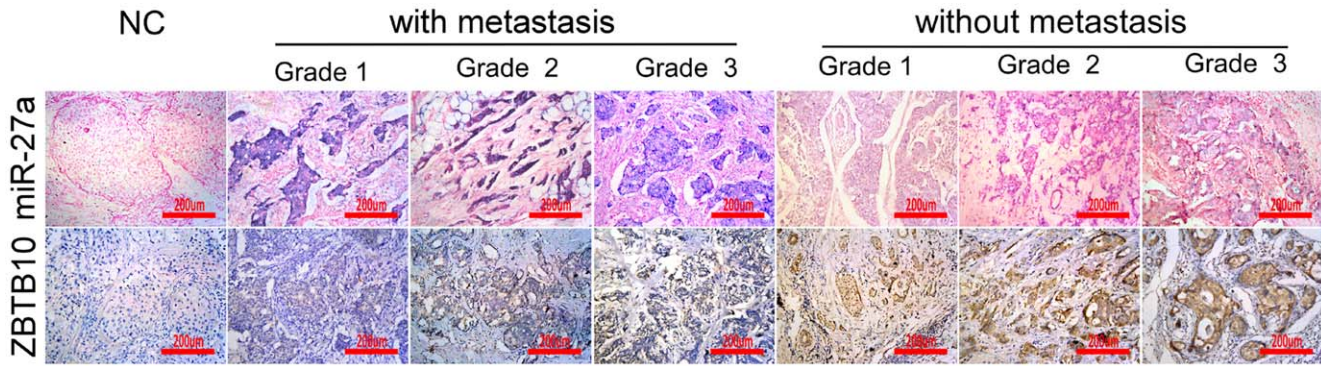 NC with metastasis without metastasis
Grade 1 Grade 2 Grade 3 Grade 1 Grade 2 Grade 3
miR-27a
200um 200um 200um 200um 200um 200um 200um
ZBTB10
200um 200um 200um 200um 200um 200um 200um